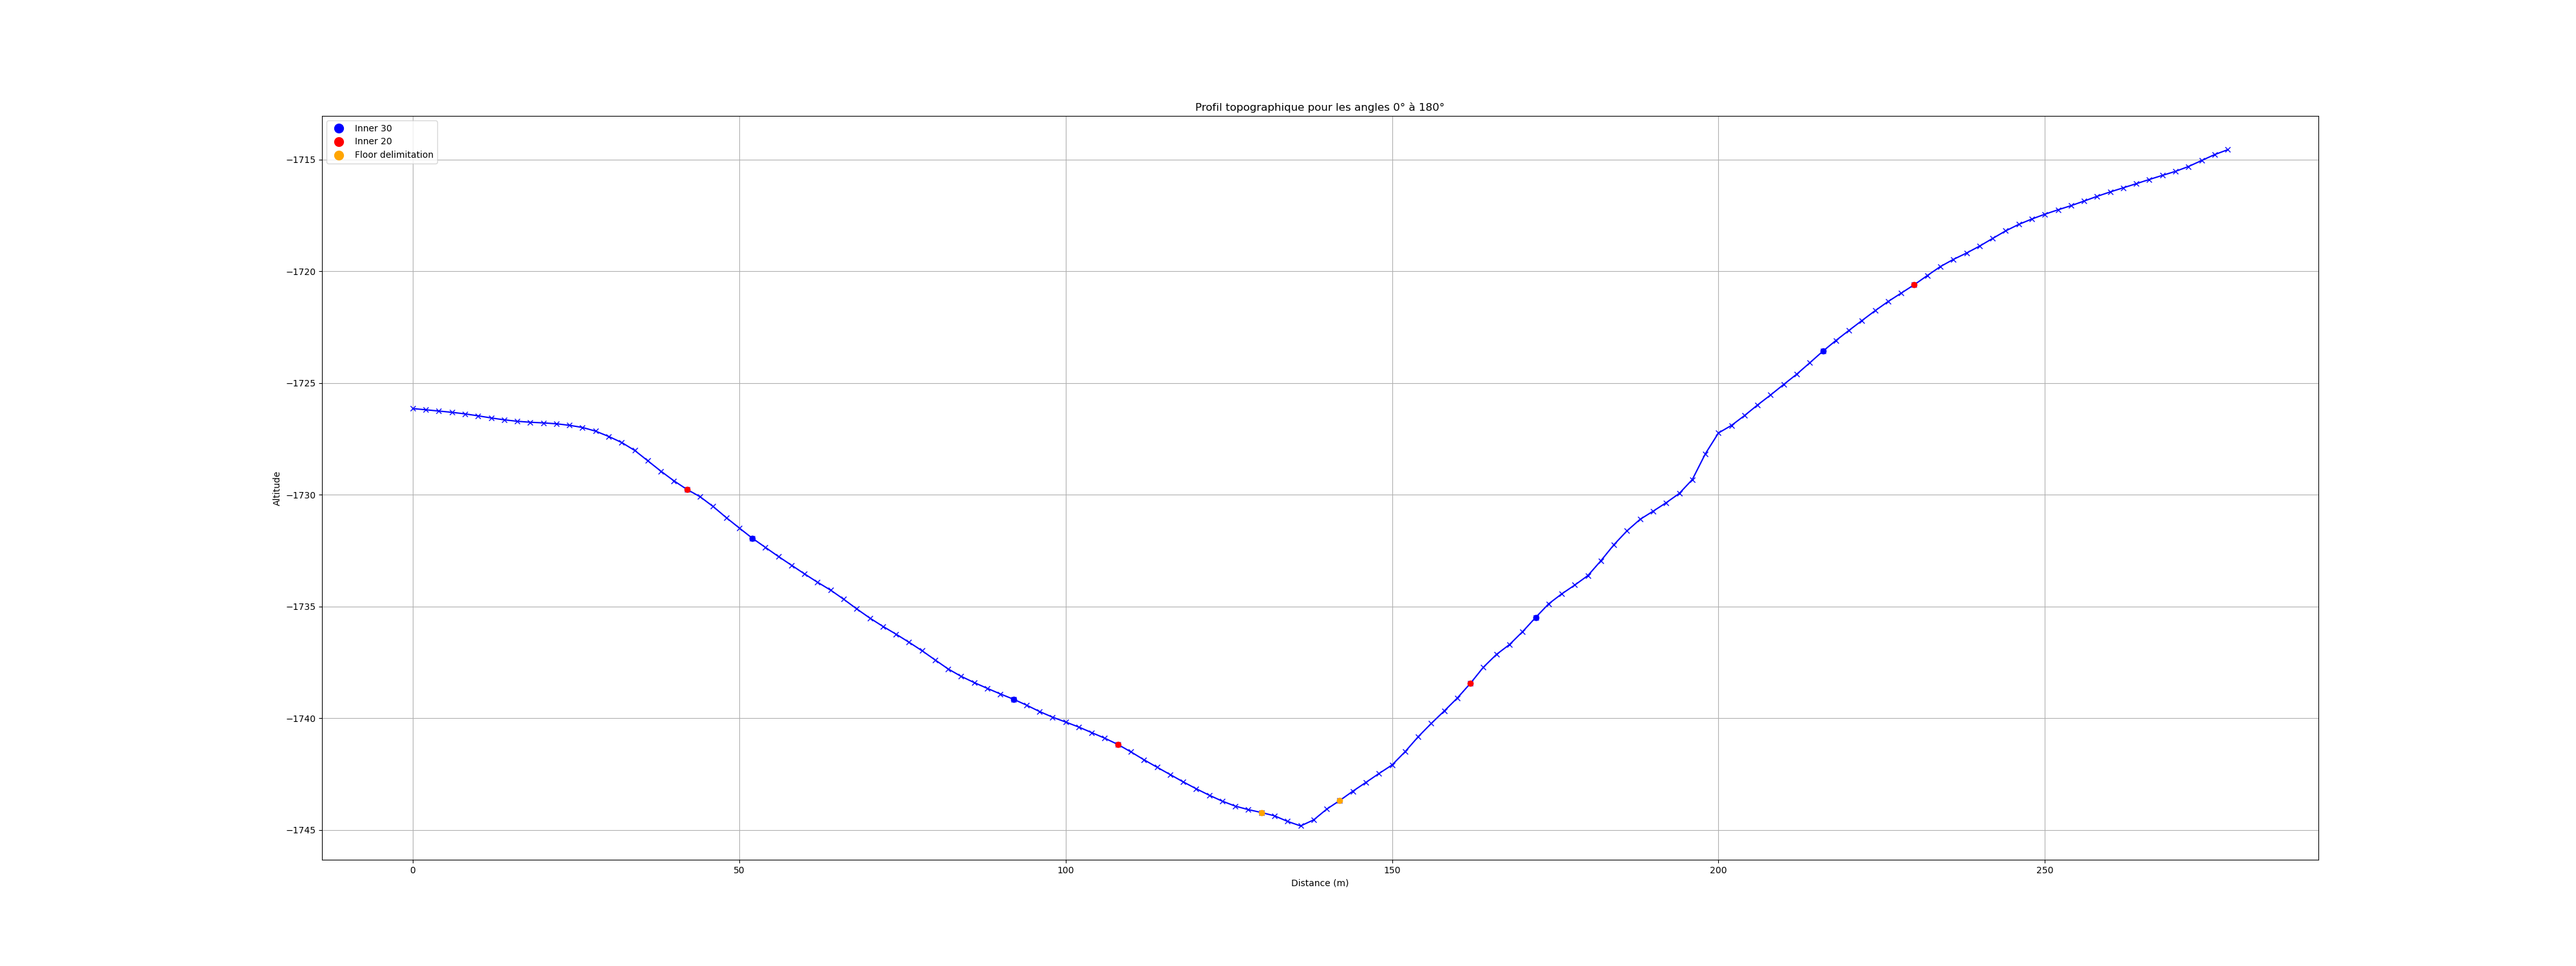 Profil topographique pour les angles 0° à 180°
Inner 30
Inner 20
Floor delimitation
−1715
−1720
−1725
−1730
−1735
−1740
−1745
Altitude
0 50 100 150 200 250
Distance (m)